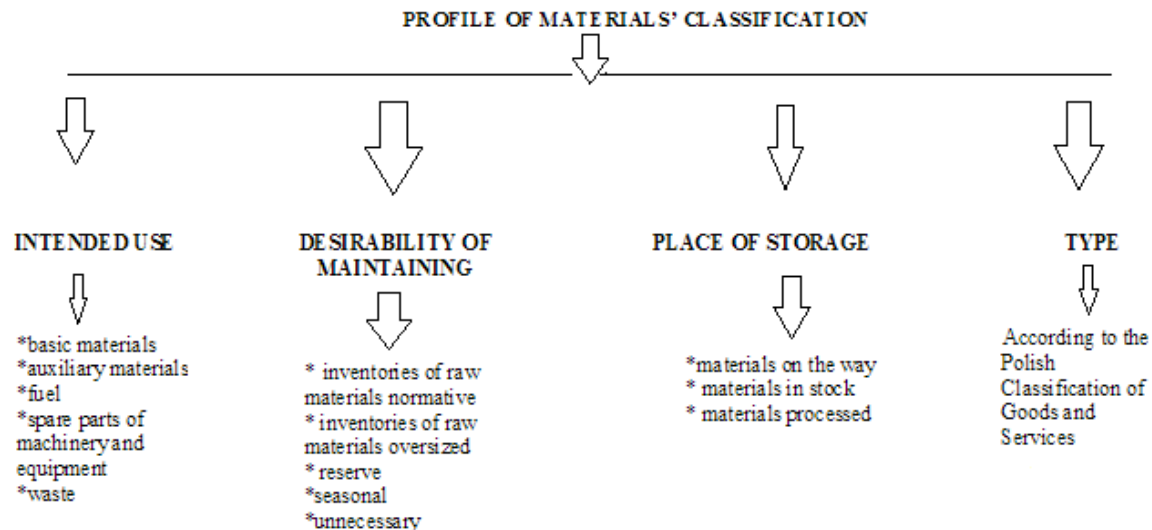 PROFILE OF MATERIALS' CLASSIFICATION
INTENDED USE
*basic materials
*auxiliary materials
*fuel
*spare parts of
machinery and
equipment
*waste
DESIRABILITY OF
MAINTAINING
* inventories of raw
materials normative
* inventories of raw
materials oversized
* reserve
*seasonal
*unnecessary
PLACE OF STORAGE
*materials on the way
* materials in stock
* materials processed
TYPE
According to the
Polish
Classification of
Goods and
Services